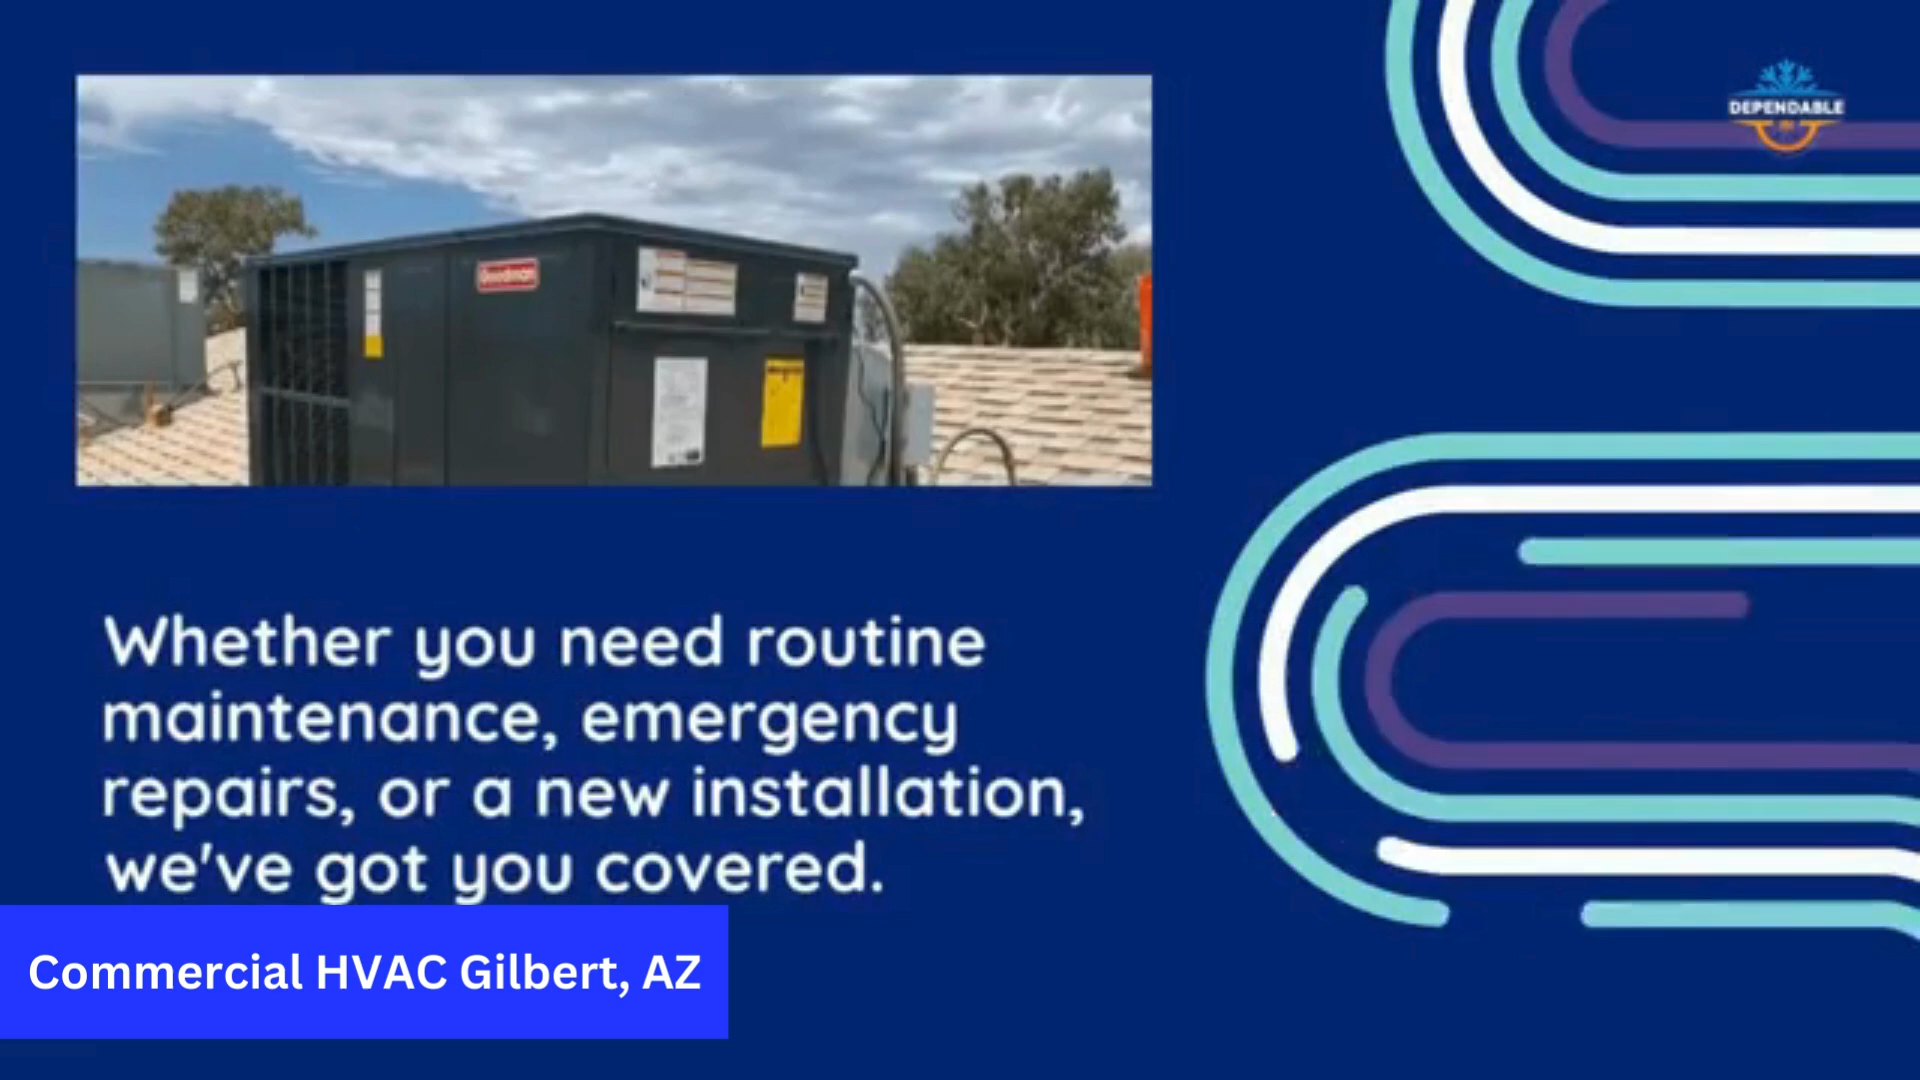 DEPENDABLE
Goodman
Whether you need routine
maintenance, emergency
repairs, or a new installation,
we've got you covered.
Commercial HVAC Gilbert, AZ